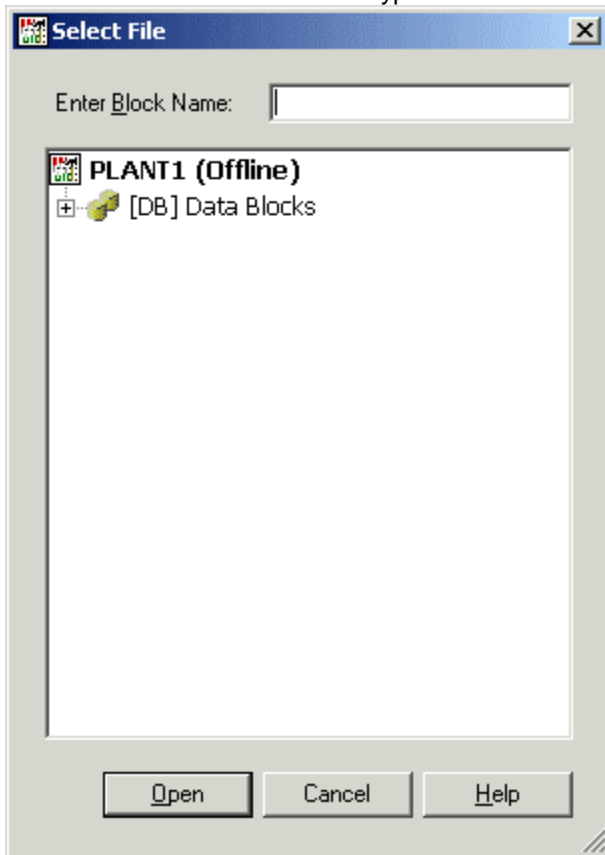 Select File
Enter Block Name:
PLANT1 (Offline)
[DB] Data Blocks
Open Cancel Help